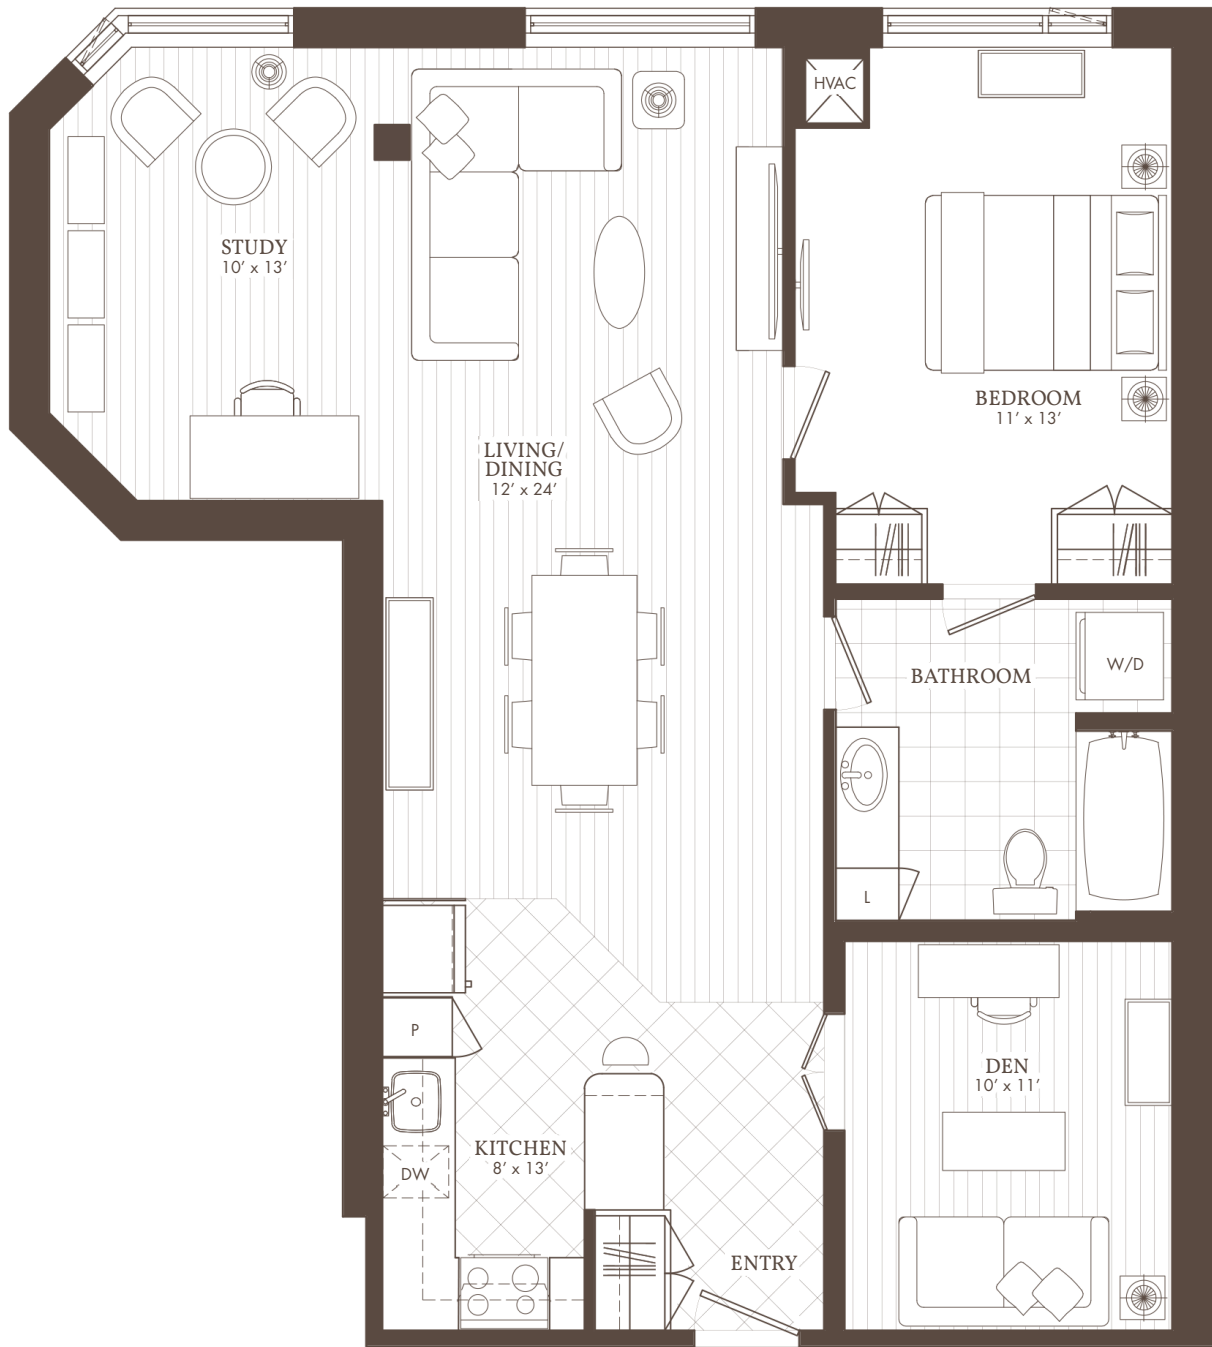 HVAC
STUDY
10’ x 13’
BEDROOM
11’ x 13’
LIVING/
DINING
12’ x 24’
BATHROOM
W/D
L
P
DEN
10’ x 11’
KITCHEN
8’ x 13’
DW
ENTRY